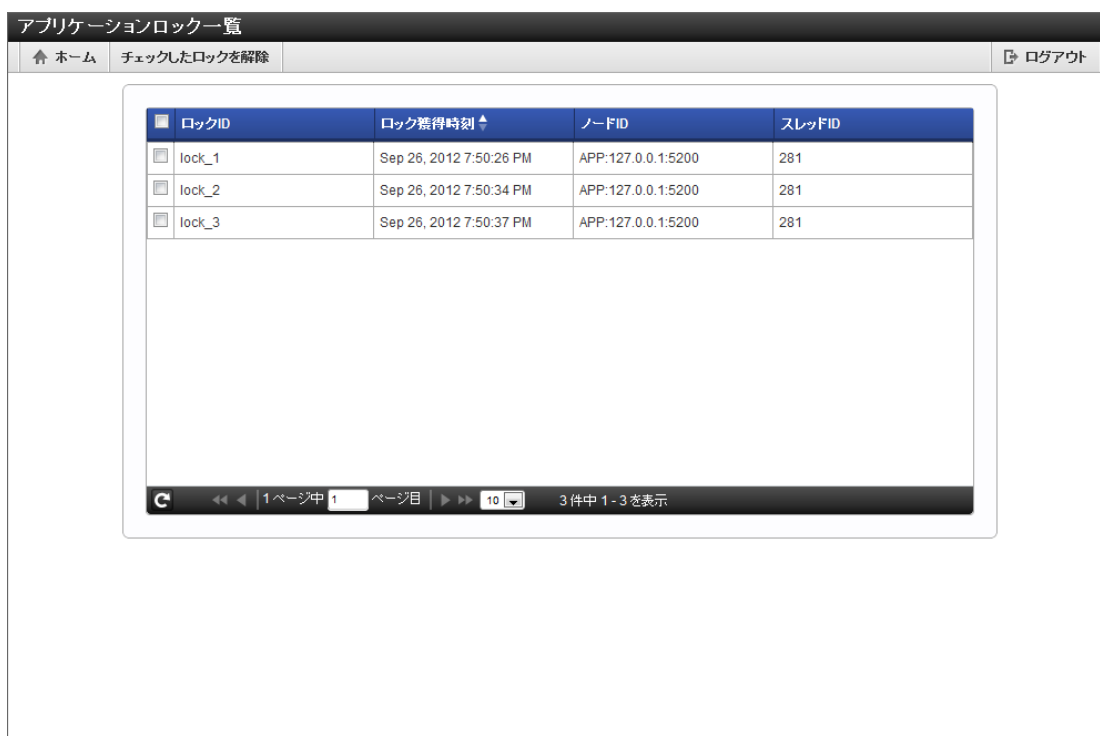 アプリケーションロック一覧
ホーム チェックしたロックを解除 ログアウト
ロックID ロック獲得時刻 ノードID スレッドID
lock_1 Sep 26, 2012 7:50:26 PM APP:127.0.0.1:5200 281
lock_2 Sep 26, 2012 7:50:34 PM APP:127.0.0.1:5200 281
lock_3 Sep 26, 2012 7:50:37 PM APP:127.0.0.1:5200 281
1 ページ中 1 ページ目 10 3 件中 1 - 3 を表示